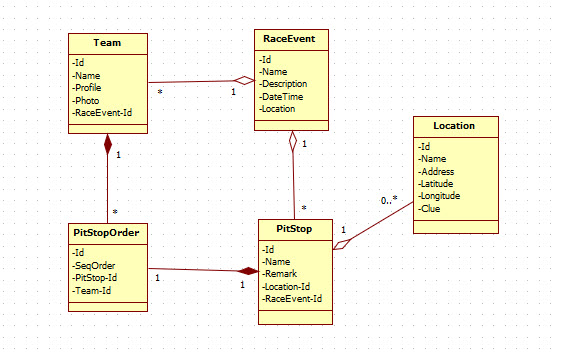 Team
-Id
-Name
-Profile
-Photo
-RaceEvent-Id
RaceEvent
-Id
-Name
-Description
-DateTime
-Location
*
1
1
*
1
*
Location
-Id
-Name
-Address
-Latitude
-Longitude
-Clue
0..*
1
PitStopOrder
-Id
-SeqOrder
-PitStop-Id
-Team-Id
1
1
PitStop
-Id
-Name
-Remark
-Location-Id
-RaceEvent-Id